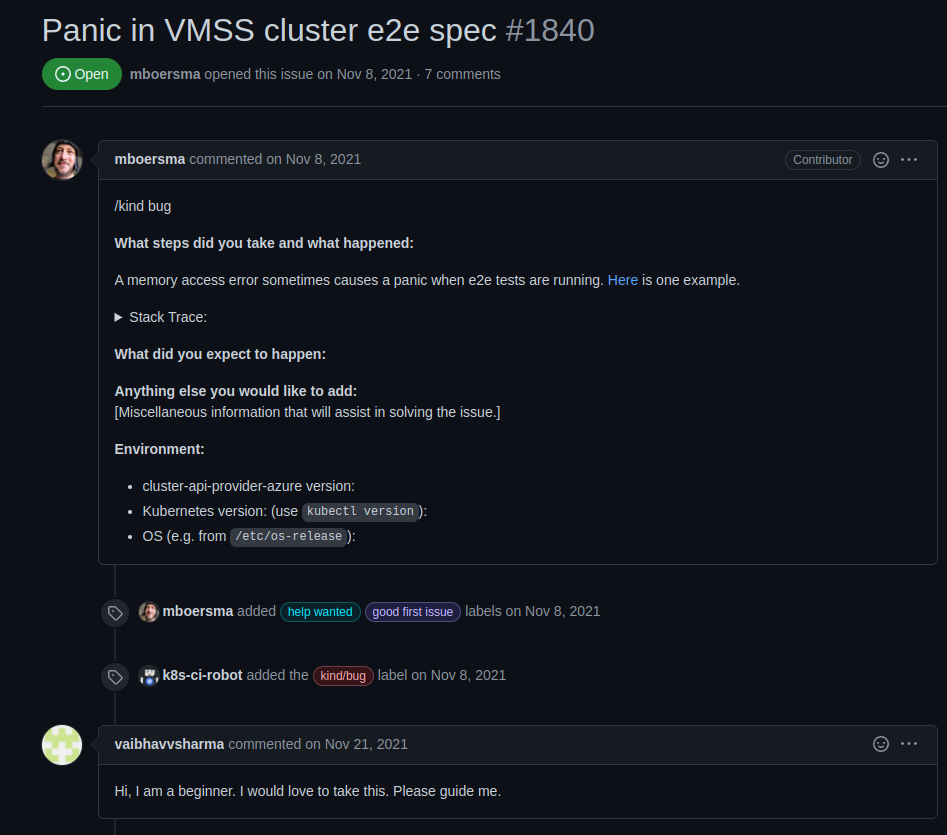 Panic in VMSS cluster e2e spec #1840
Open mboersma opened this issue on Nov 8, 2021 · 7 comments
mboersma commented on Nov 8, 2021 Contributor
/kind bug
What steps did you take and what happened:
A memory access error sometimes causes a panic when e2e tests are running. Here is one example.
Stack Trace:
What did you expect to happen:
Anything else you would like to add:
[Miscellaneous information that will assist in solving the issue.]
Environment:
• cluster-api-provider-azure version:
• Kubernetes version: (use kubectl version):
• OS (e.g. from /etc/os-release):
mboersma added help wanted good first issue labels on Nov 8, 2021
k8s-ci-robot added the kind/bug label on Nov 8, 2021
vaibhavvsharma commented on Nov 21, 2021
Hi, I am a beginner. I would love to take this. Please guide me.